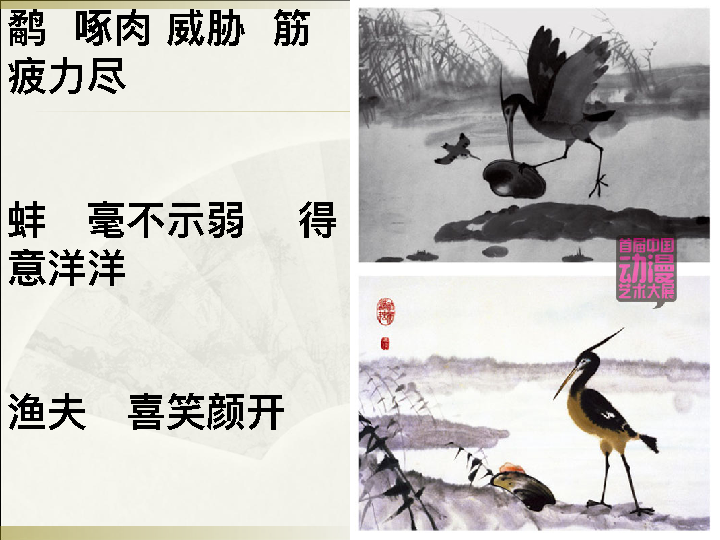 鹬 啄肉 威胁 筋
疲力尽
蚌 毫不示弱 得
意洋洋
渔夫 喜笑颜开
首届中国
动漫
艺术大展